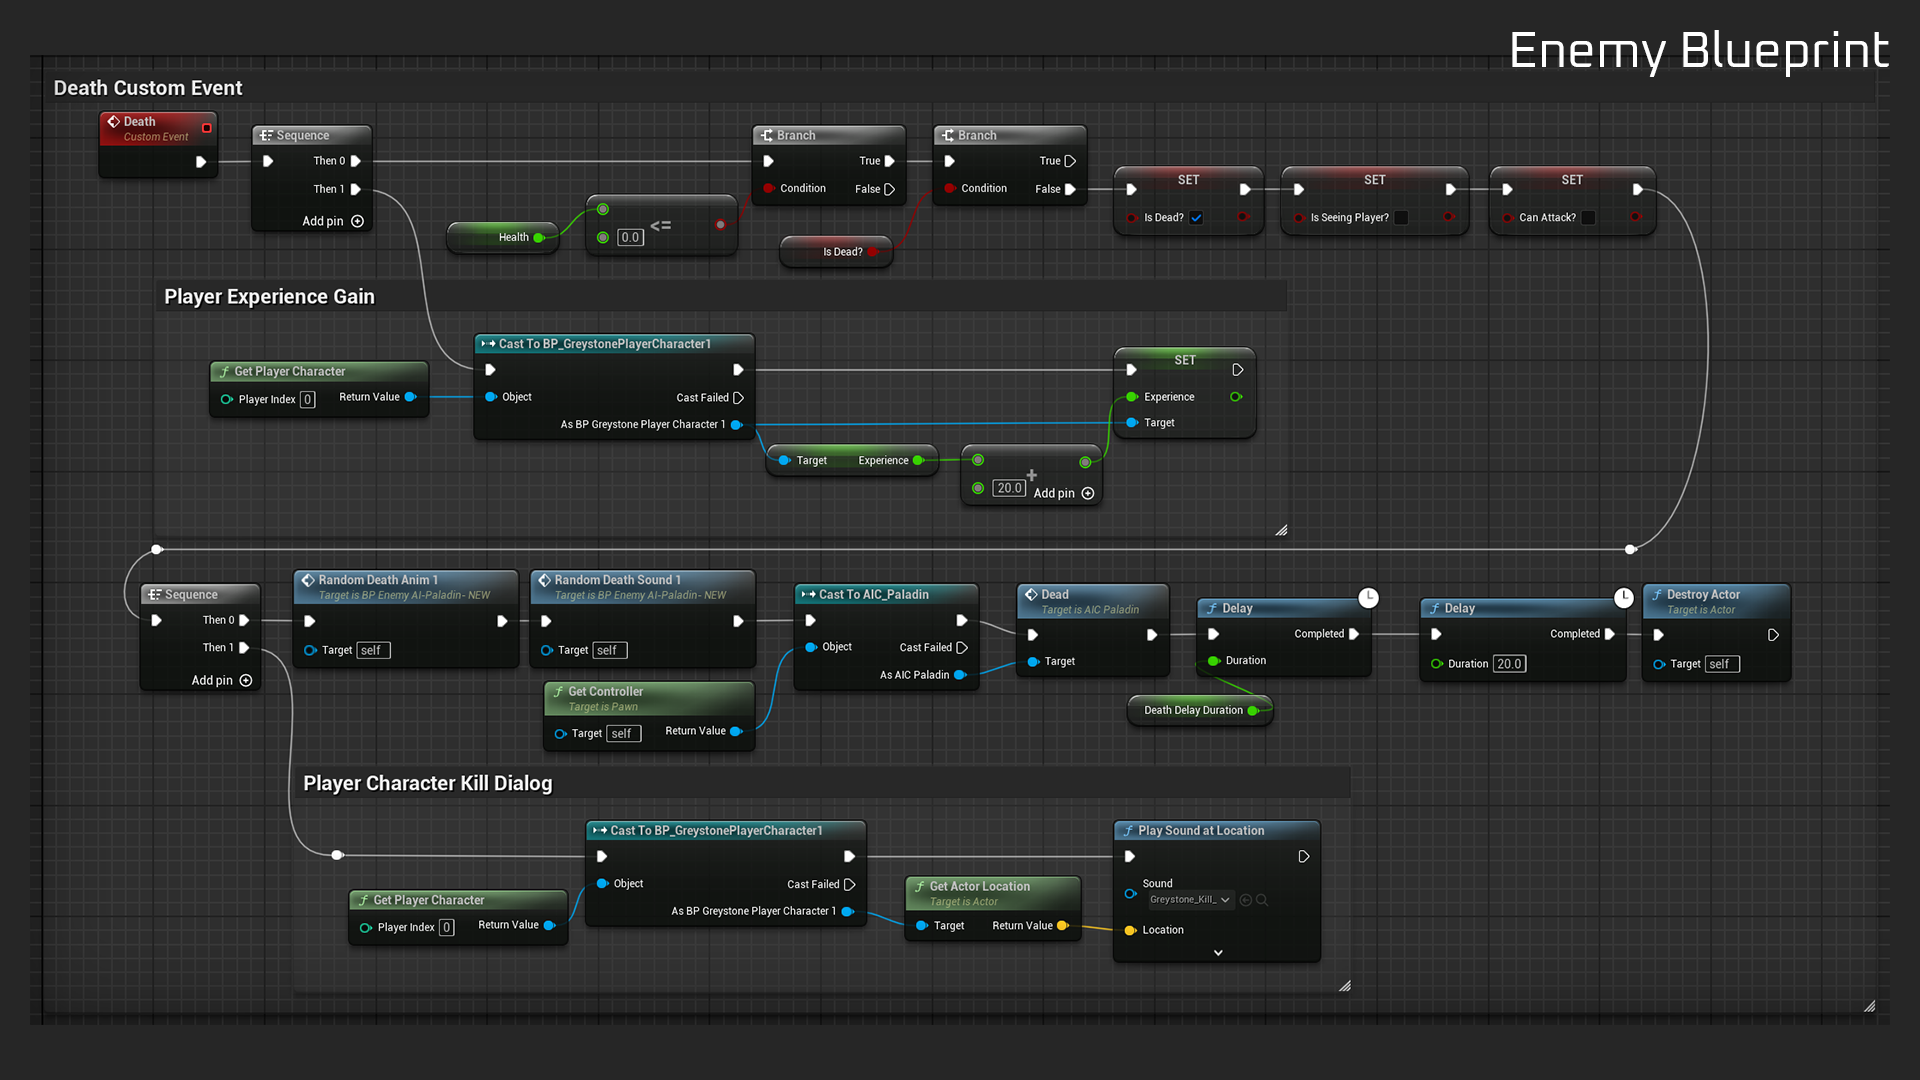 Enemy Blueprint
Death Custom Event
Death
Custom Event
Sequence
Then 0
Then 1
Add pin
Health
0.0
<=
Branch
True
Condition
False
Is Dead?
Branch
True
Condition
False
SET
Is Dead?
SET
Is Seeing Player?
SET
Can Attack?
Player Experience Gain
Get Player Character
Player Index 0
Return Value
Cast To BP_GreystonePlayerCharacter1
Object
Cast Failed
As BP Greystone Player Character 1
Target
Experience
20.0
+
Add pin
SET
Experience
Target
Sequence
Then 0
Then 1
Add pin
Random Death Anim 1
Target is BP Enemy AI-Paladin- NEW
Target self
Random Death Sound 1
Target is BP Enemy AI-Paladin- NEW
Target self
Get Controller
Target is Pawn
Target self
Return Value
Cast To AIC_Paladin
Object
Cast Failed
As AIC Paladin
Dead
Target is AIC Paladin
Target
Delay
Completed
Duration
Death Delay Duration
Delay
Completed
Duration 20.0
Destroy Actor
Target is Actor
Target self
Player Character Kill Dialog
Get Player Character
Player Index 0
Return Value
Cast To BP_GreystonePlayerCharacter1
Object
Cast Failed
As BP Greystone Player Character 1
Get Actor Location
Target is Actor
Target
Return Value
Play Sound at Location
Sound
Greystone_Kill_
Location